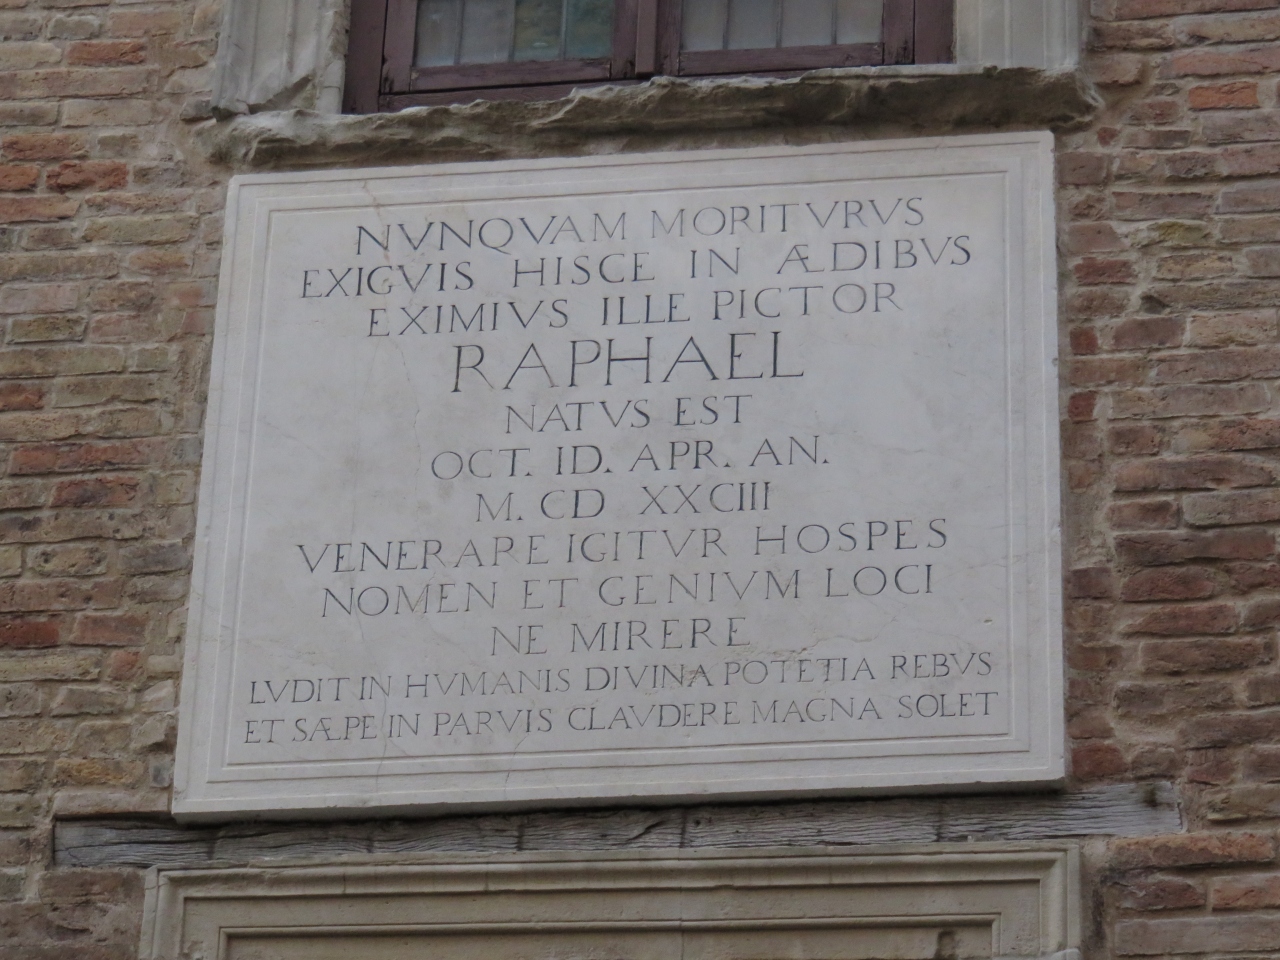 NVNQVAM MORITVRVS
EXIGVIS HISCE IN ÆDIBVS
EXIMIVS ILLE PICTOR
RAPHAEL
NATVS EST
OCT. ID. APR. AN.
M. CD XXCIII
VENERARE IGITVR HOSPES
NOMEN ET GENIVM LOCI
NE MIRERE
LVDIT IN HVMANIS DIVINA POTETIA REBVS
ET SÆPE IN PARVIS CLAVDERE MAGNA SOLET